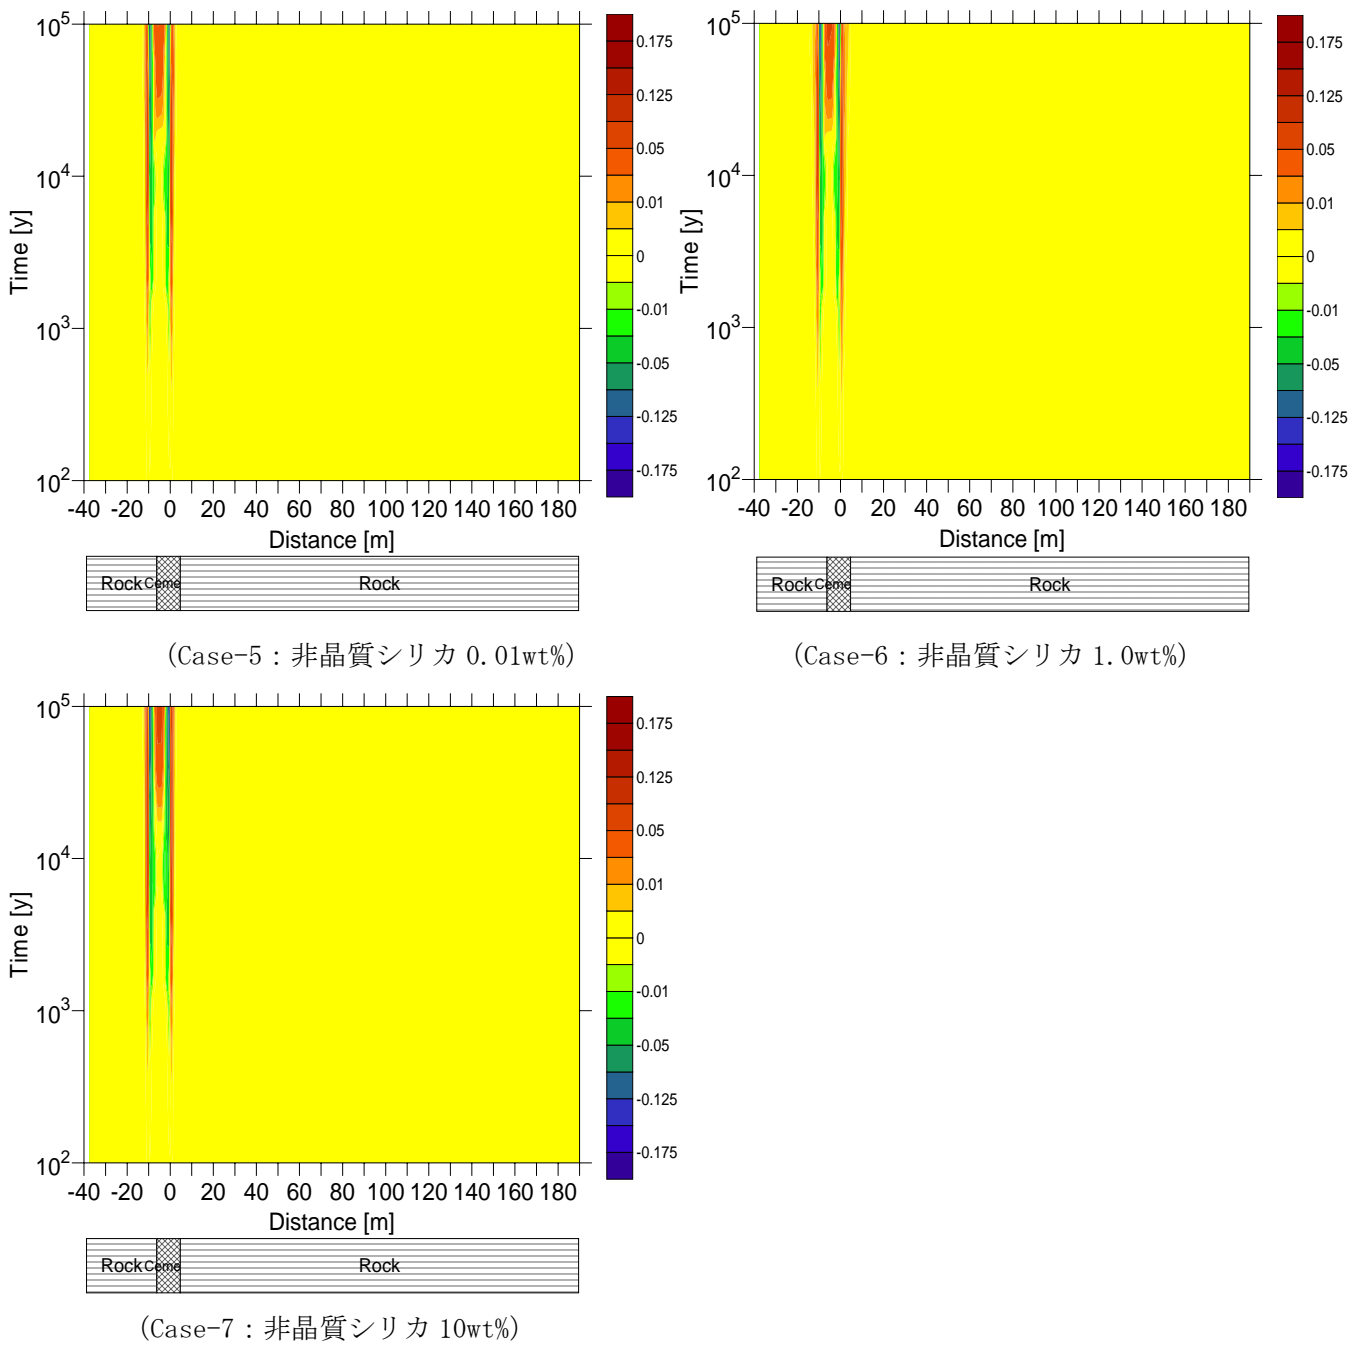 10^5
10^4
10^3
10^2
Time [y]
-40 -20 0 20 40 60 80 100 120 140 160 180
Distance [m]
0.175
0.125
0.05
0.01
0
-0.01
-0.05
-0.125
-0.175
Rock Ceme Rock
(Case-5：非晶質シリカ 0.01wt%)
10^5
10^4
10^3
10^2
Time [y]
-40 -20 0 20 40 60 80 100 120 140 160 180
Distance [m]
0.175
0.125
0.05
0.01
0
-0.01
-0.05
-0.125
-0.175
Rock Ceme Rock
(Case-6：非晶質シリカ 1.0wt%)
10^5
10^4
10^3
10^2
Time [y]
-40 -20 0 20 40 60 80 100 120 140 160 180
Distance [m]
0.175
0.125
0.05
0.01
0
-0.01
-0.05
-0.125
-0.175
Rock Ceme Rock
(Case-7：非晶質シリカ 10wt%)